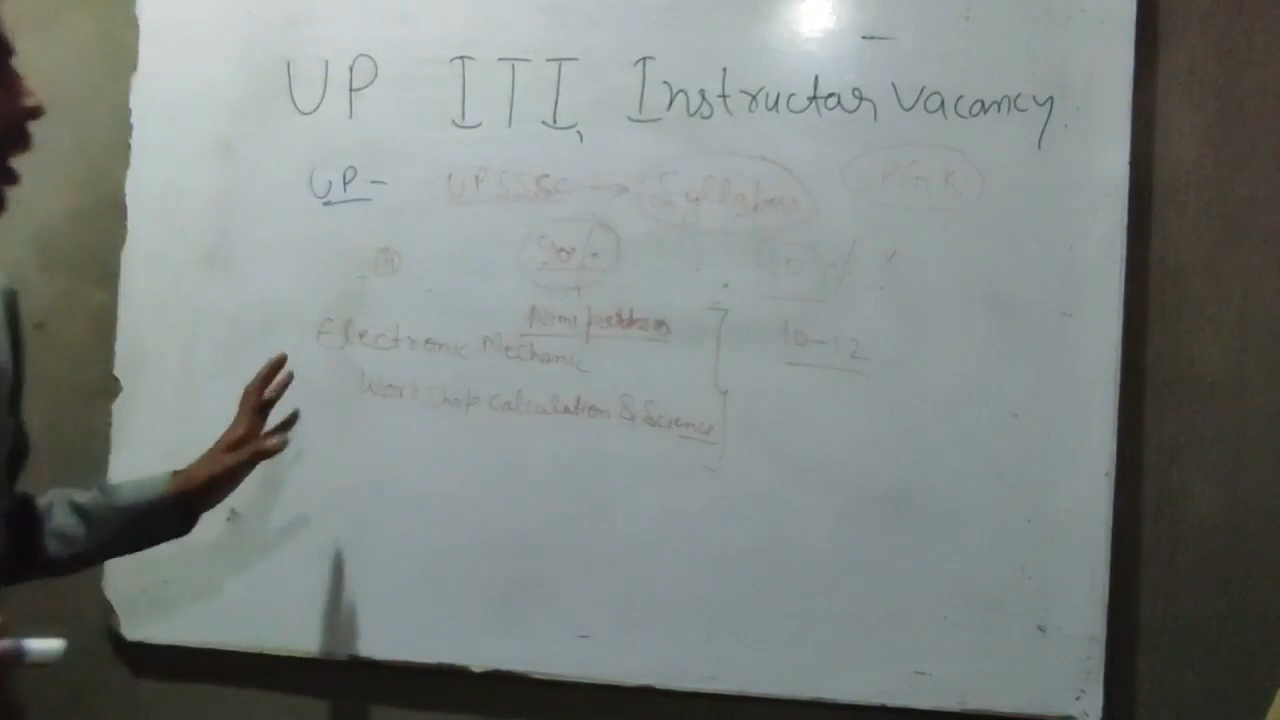 UP ITI, Instructar Vacancy
UP- UPSSSC → Syllabus
Nimi pattern
Electronic Mechanic
10-12
Workshop calculation & Science